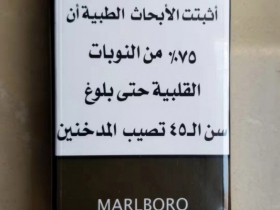 أثبتت الأبحاث الطبية أن
٧٥٪ من النوبات
القلبية حتى بلوغ
سن الـ٤٥ تصيب المدخنين
MARLBORO